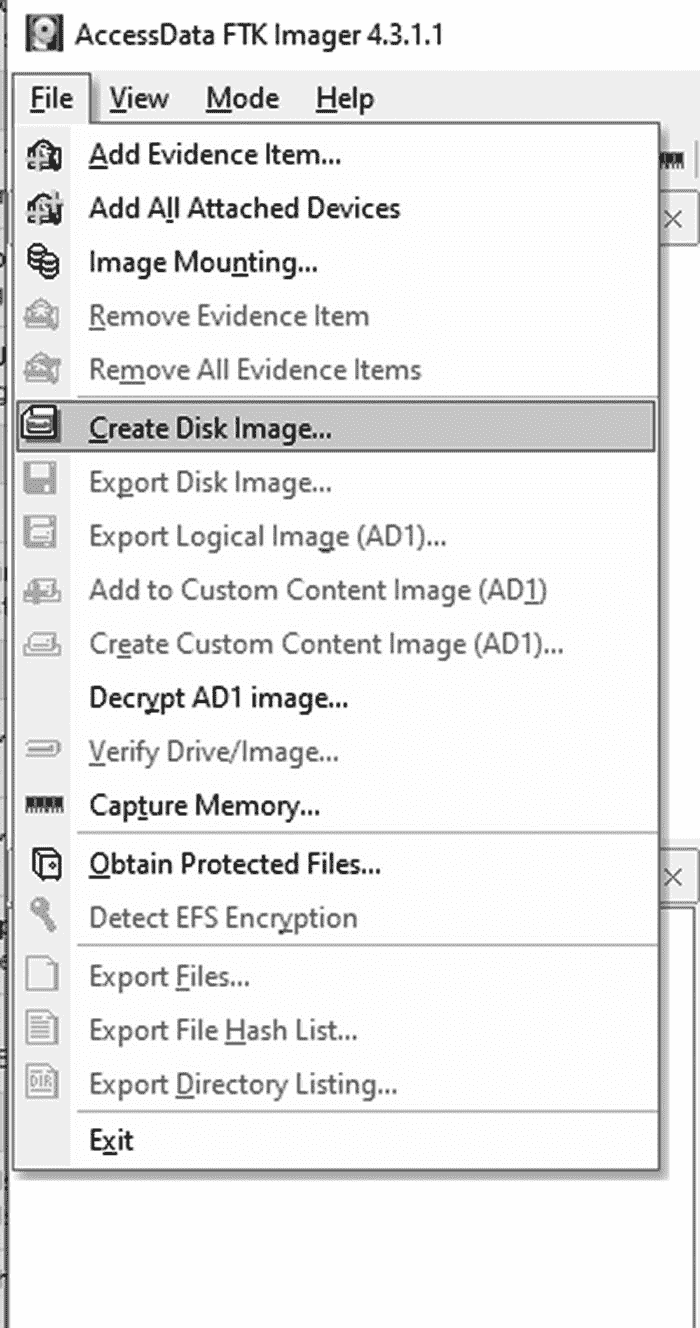 AccessData FTK Imager 4.3.1.1
File View Mode Help
Add Evidence Item...
Add All Attached Devices
Image Mounting...
Remove Evidence Item
Remove All Evidence Items
Create Disk Image...
Export Disk Image...
Export Logical Image (AD1)...
Add to Custom Content Image (AD1)
Create Custom Content Image (AD1)...
Decrypt AD1 image...
Verify Drive/Image...
Capture Memory...
Obtain Protected Files...
Detect EFS Encryption
Export Files...
Export File Hash List...
DIR Export Directory Listing...
Exit